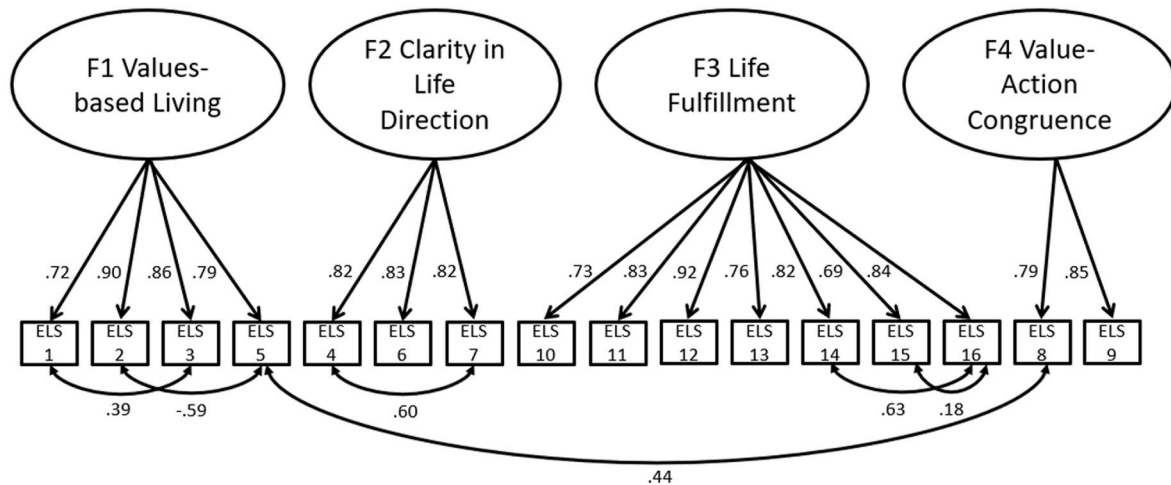 F1 Values-
based Living
F2 Clarity in
Life
Direction
F3 Life
Fulfillment
F4 Value-
Action
Congruence
.72 .90 .86 .79 .82 .83 .82 .73 .83 .92 .76 .82 .69 .84 .79 .85
ELS ELS ELS ELS ELS ELS ELS ELS ELS ELS ELS ELS ELS ELS ELS ELS
1 2 3 5 4 6 7 10 11 12 13 14 15 16 8 9
.39 -.59 .60 .63 .18
.44